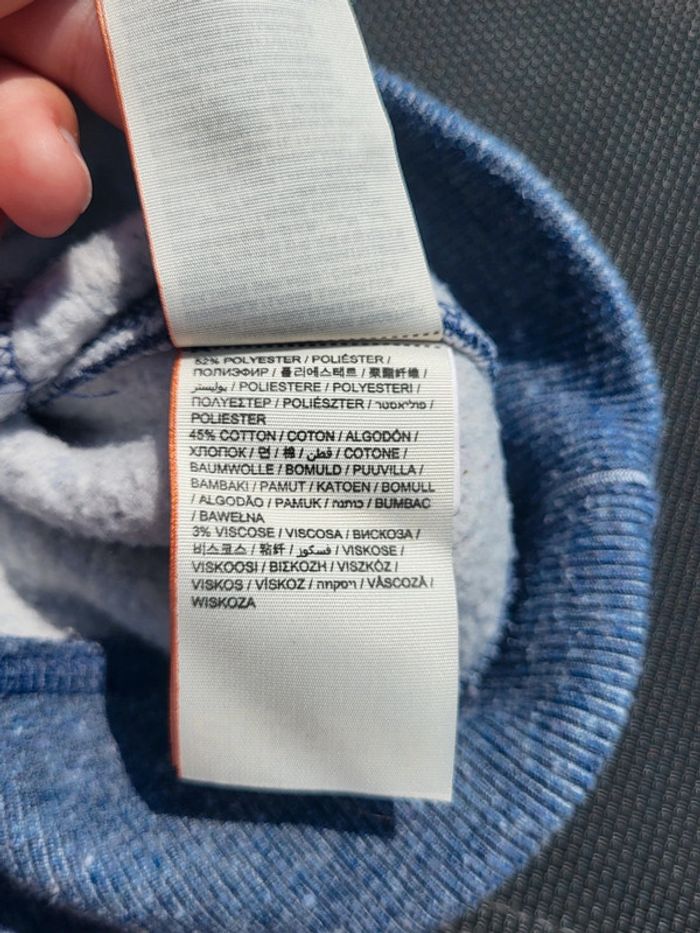 52% POLYESTER / POLIÉSTER /
ПОЛИЭФИР / 폴리에스테르 / 聚酯纤维 /
بوليستر / POLIESTERE / POLYESTERI /
ΠΟΛΥΕΣΤΕΡ / POLIÉSZTER / פוליאסטר /
POLIESTER
45% COTTON / COTON / ALGODÓN /
ХЛОПОК / 면 / 棉 / قطن / COTONE /
BAUMWOLLE / BOMULD / PUUVILLA /
BAMBAKI / PAMUT / KATOEN / BOMULL
/ ALGODÃO / PAMUK / כותנה / BUMBAC
/ BAWEŁNA
3% VISCOSE / VISCOSA / ВИСКОЗА /
비스코스 / 粘纤 / فسكوز / VISKOSE /
VISKOOSI / ΒΙΣΚΟΖΗ / VISZKÓZ /
VISKOS / VİSKOZ / ויסקוזה / VÂSCOZĂ /
WISKOZA